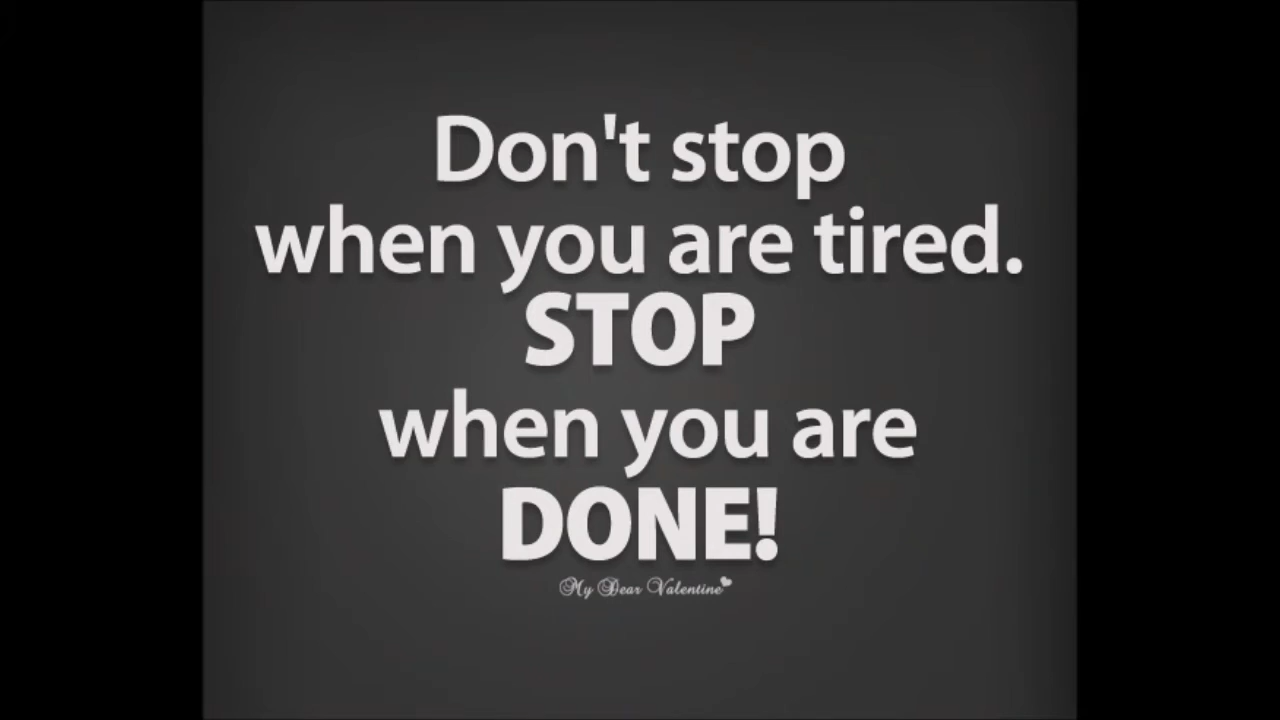 Don't stop
when you are tired.
STOP
when you are
DONE!
My Dear Valentine